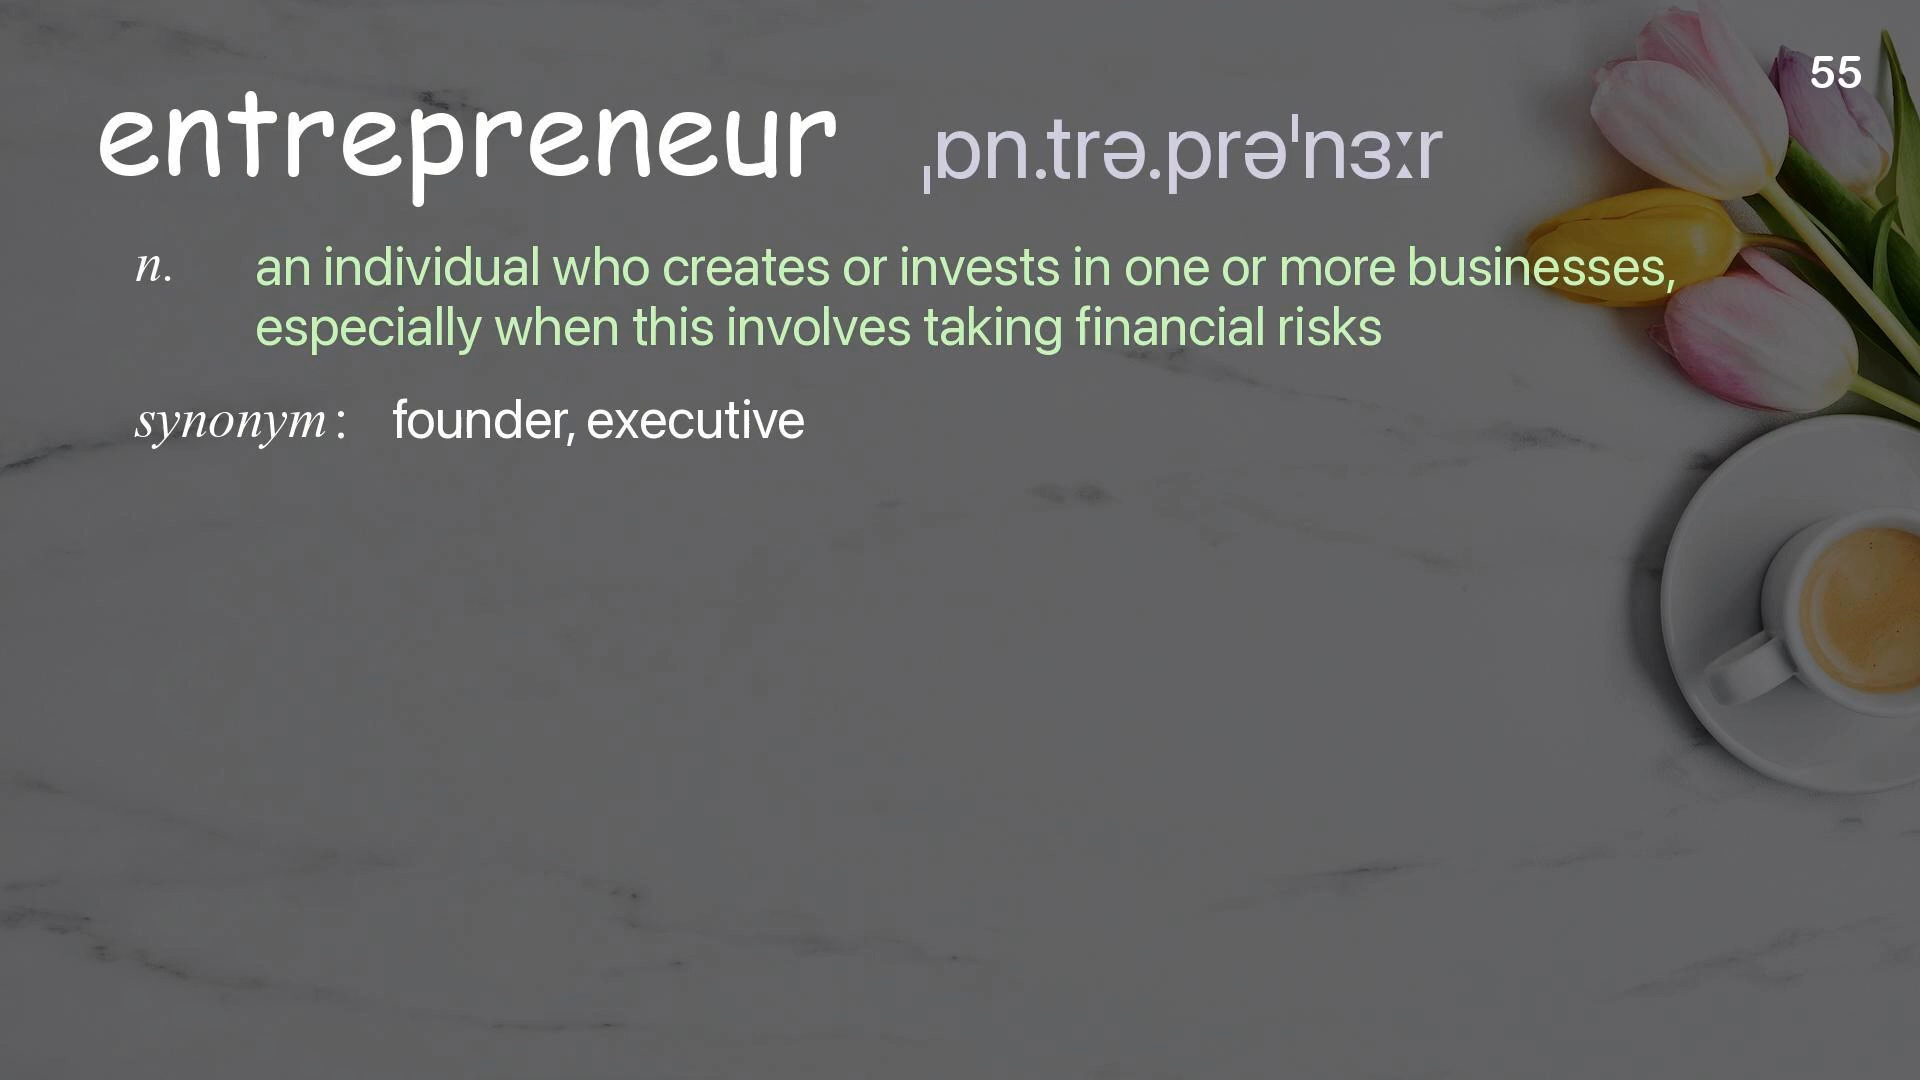 55
entrepreneur ˌɒn.trə.prəˈnɜːr
n. an individual who creates or invests in one or more businesses,
especially when this involves taking financial risks
synonym: founder, executive